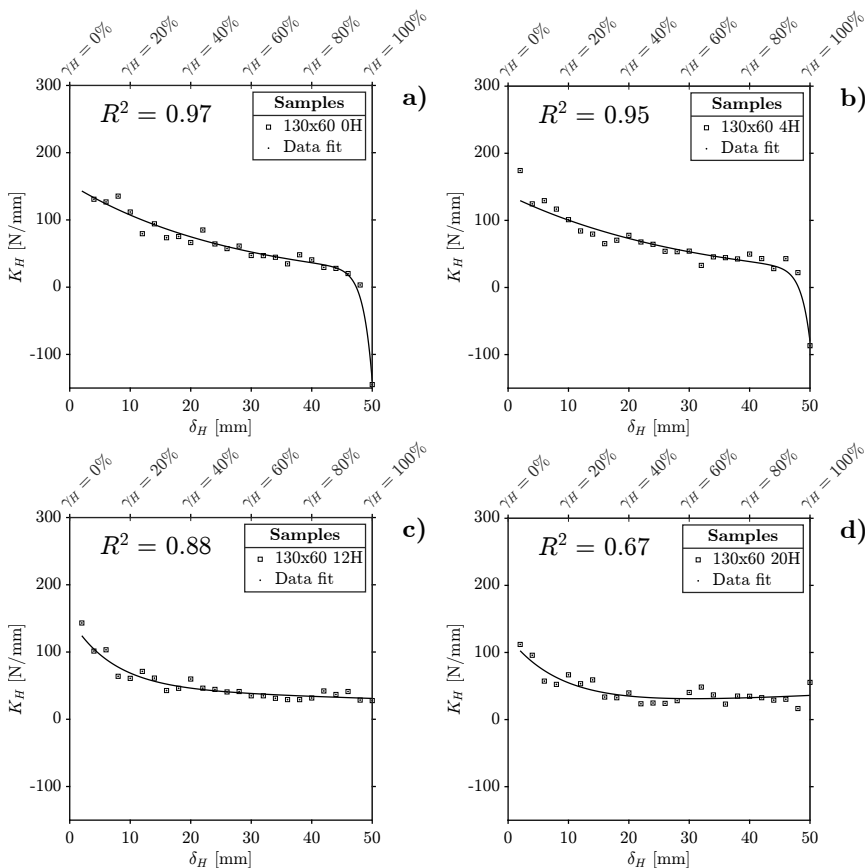 γH = 0% γH = 20% γH = 40% γH = 60% γH = 80% γH = 100%
a)
R² = 0.97
Samples
130x60 0H
Data fit
KH [N/mm]
300
200
100
0
-100
0 10 20 30 40 50
δH [mm]
γH = 0% γH = 20% γH = 40% γH = 60% γH = 80% γH = 100%
b)
R² = 0.95
Samples
130x60 4H
Data fit
KH [N/mm]
300
200
100
0
-100
0 10 20 30 40 50
δH [mm]
γH = 0% γH = 20% γH = 40% γH = 60% γH = 80% γH = 100%
c)
R² = 0.88
Samples
130x60 12H
Data fit
KH [N/mm]
300
200
100
0
-100
0 10 20 30 40 50
δH [mm]
γH = 0% γH = 20% γH = 40% γH = 60% γH = 80% γH = 100%
d)
R² = 0.67
Samples
130x60 20H
Data fit
KH [N/mm]
300
200
100
0
-100
0 10 20 30 40 50
δH [mm]